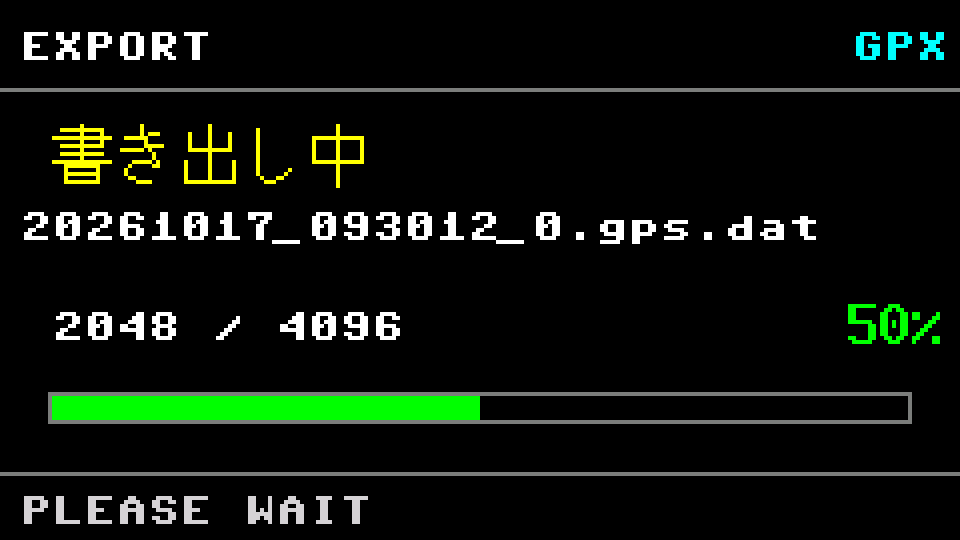 EXPORT GPX
書き出し中
20261017_093012_0.gps.dat
2048 / 4096 50%
PLEASE WAIT